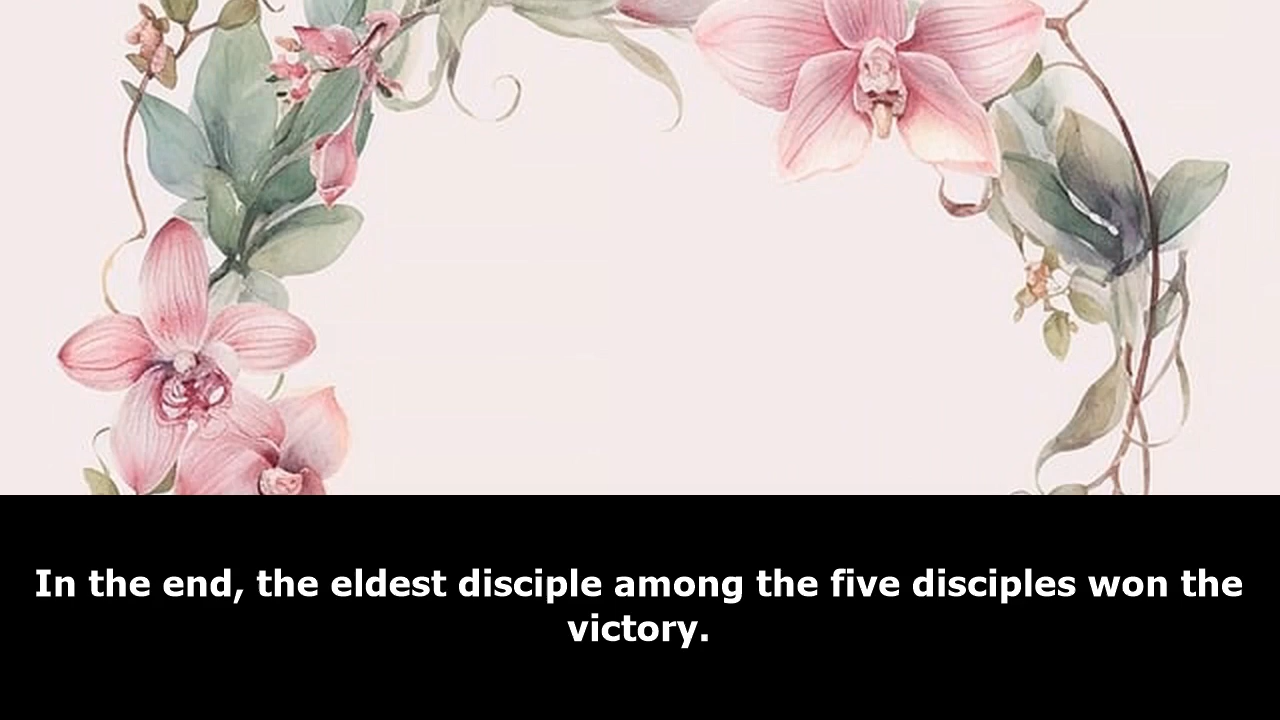 In the end, the eldest disciple among the five disciples won the
victory.